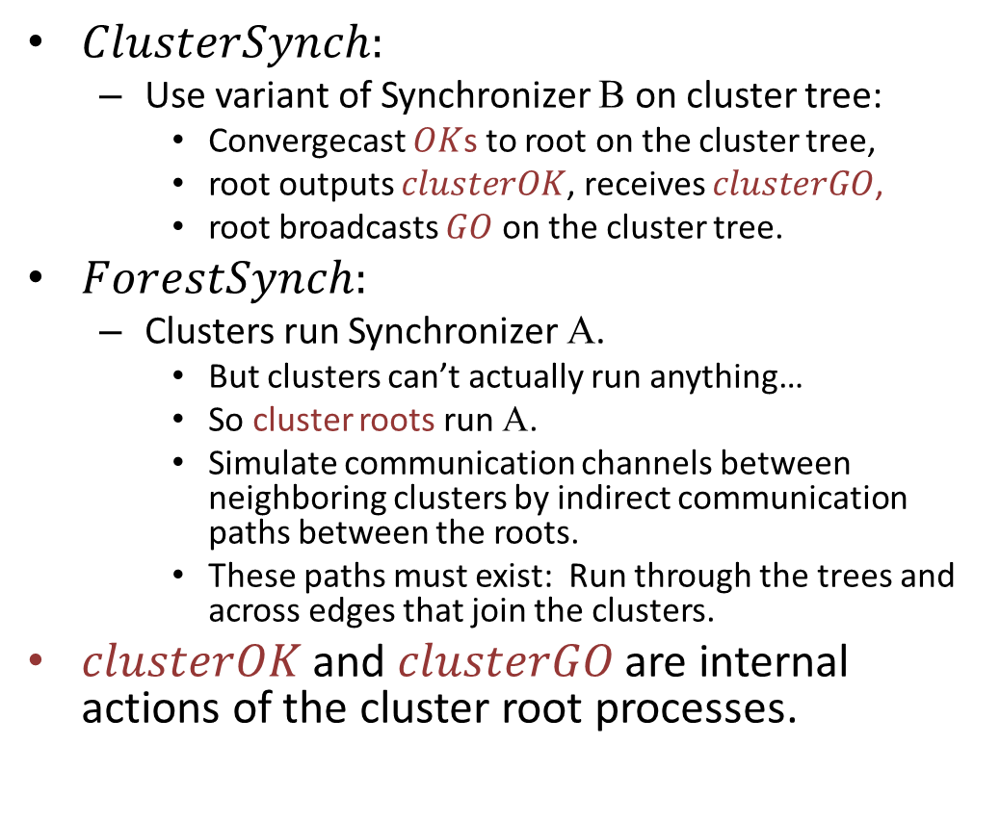 • ClusterSynch:
– Use variant of Synchronizer B on cluster tree:
• Convergecast OKs to root on the cluster tree,
• root outputs clusterOK, receives clusterGO,
• root broadcasts GO on the cluster tree.
• ForestSynch:
– Clusters run Synchronizer A.
• But clusters can’t actually run anything…
• So cluster roots run A.
• Simulate communication channels between
neighboring clusters by indirect communication
paths between the roots.
• These paths must exist: Run through the trees and
across edges that join the clusters.
• clusterOK and clusterGO are internal
actions of the cluster root processes.